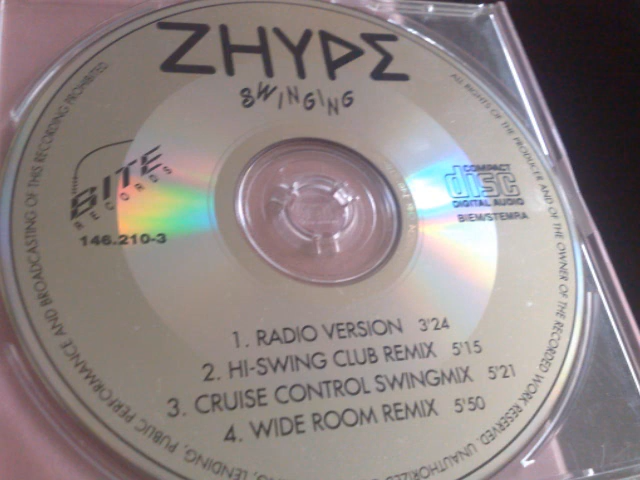 ZHYPE
SWINGING
BITE
RECORDS
146.210-3
COMPACT
disc
DIGITAL AUDIO
BIEM/STEMRA
1. RADIO VERSION 3'24
2. HI-SWING CLUB REMIX 5'15
3. CRUISE CONTROL SWINGMIX 5'21
4. WIDE ROOM REMIX 5'50
ALL RIGHTS OF THE PRODUCER AND OF THE OWNER OF THE RECORDED WORK RESERVED. UNAUTHORIZED
LENDING, PUBLIC PERFORMANCE AND BROADCASTING OF THIS RECORDING PROHIBITED